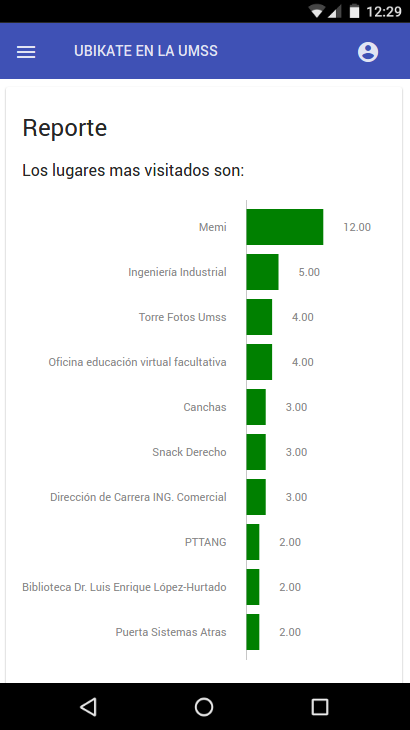 12:29
UBIKATE EN LA UMSS
Reporte
Los lugares mas visitados son:
Memi 12.00
Ingeniería Industrial 5.00
Torre Fotos Umss 4.00
Oficina educación virtual facultativa 4.00
Canchas 3.00
Snack Derecho 3.00
Dirección de Carrera ING. Comercial 3.00
PTTANG 2.00
Biblioteca Dr. Luis Enrique López-Hurtado 2.00
Puerta Sistemas Atras 2.00